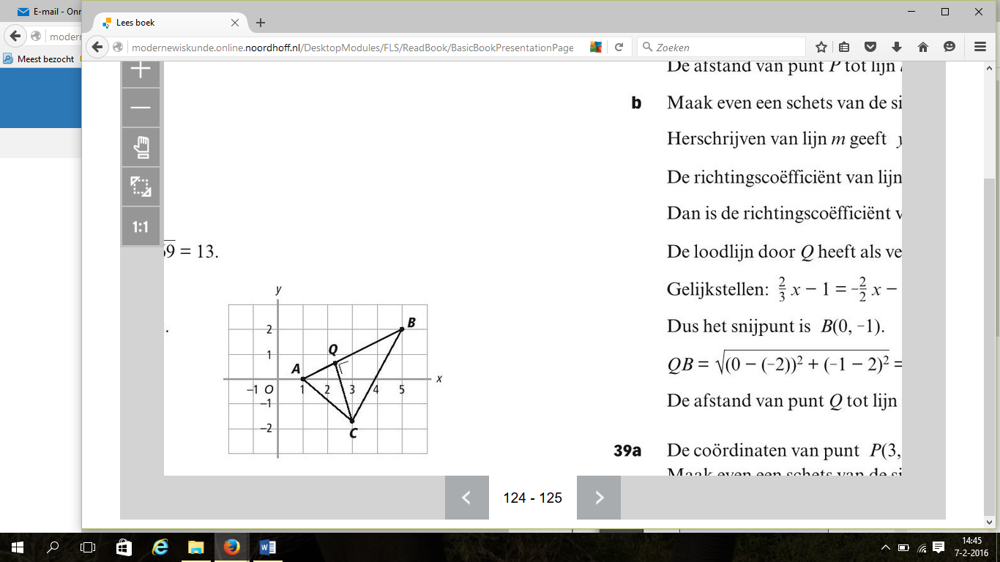 E-mail - Onr
Lees boek
modern
modernewiskunde.online.noordhoff.nl/DesktopModules/FLS/ReadBook/BasicBookPresentationPage
Zoeken
Meest bezocht
De afstand van punt P tot lijn
b Maak even een schets van de si
Herschrijven van lijn m geeft y
De richtingscoëfficiënt van lijn
Dan is de richtingscoëfficiënt v
1:1
69 = 13.
De loodlijn door Q heeft als ve
Gelijkstellen: 2/3 x − 1 = -2/2 x −
Dus het snijpunt is B(0, -1).
QB = √(0 − (-2))² + (-1 − 2)² =
De afstand van punt Q tot lijn
39a De coördinaten van punt P(3,
Maak even een schets van de si
.
y
2
B
1
Q
A
−1 O 1 2 3 4 5 x
−1
−2
C
124 - 125
14:45
7-2-2016